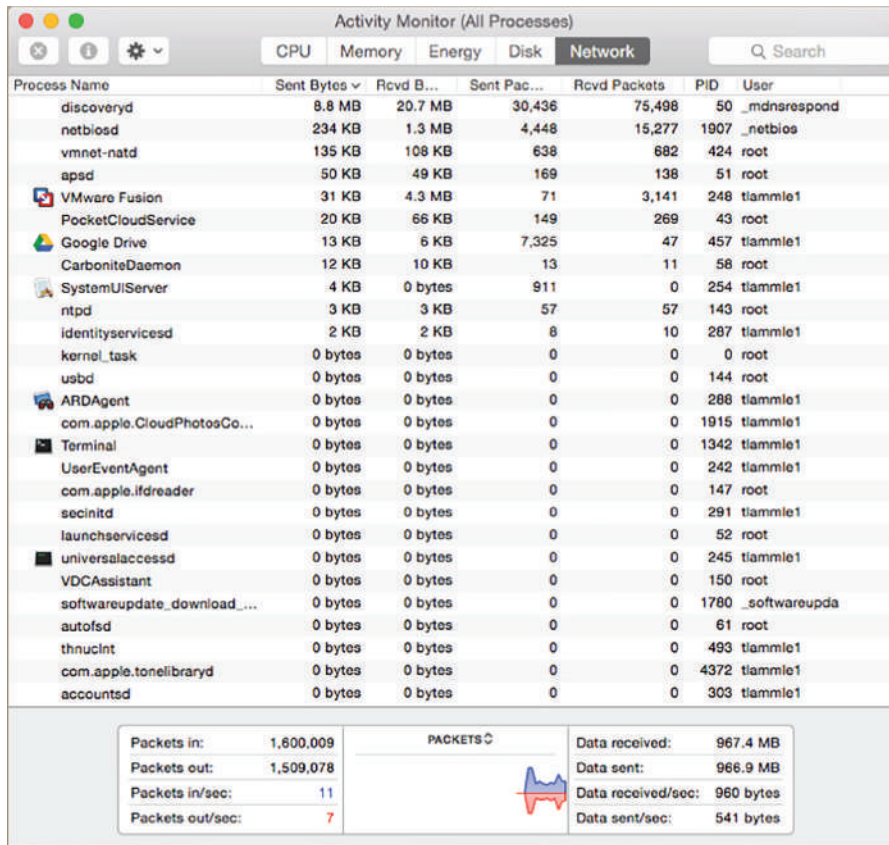 Activity Monitor (All Processes)
CPU Memory Energy Disk Network Search
Process Name Sent Bytes Rcvd B... Sent Pac... Rcvd Packets PID User
discoveryd 8.8 MB 20.7 MB 30,436 75,498 50 _mdnsrespond
netbiosd 234 KB 1.3 MB 4,448 15,277 1907 _netbios
vmnet-natd 135 KB 108 KB 638 682 424 root
apsd 50 KB 49 KB 169 138 51 root
VMware Fusion 31 KB 4.3 MB 71 3,141 248 tlammle1
PocketCloudService 20 KB 66 KB 149 269 43 root
Google Drive 13 KB 6 KB 7,325 47 457 tlammle1
CarboniteDaemon 12 KB 10 KB 13 11 58 root
SystemUIServer 4 KB 0 bytes 911 0 254 tlammle1
ntpd 3 KB 3 KB 57 57 143 root
identityservicesd 2 KB 2 KB 8 10 287 tlammle1
kernel_task 0 bytes 0 bytes 0 0 0 root
usbd 0 bytes 0 bytes 0 0 144 root
ARDAgent 0 bytes 0 bytes 0 0 288 tlammle1
com.apple.CloudPhotosCo... 0 bytes 0 bytes 0 0 1915 tlammle1
Terminal 0 bytes 0 bytes 0 0 1342 tlammle1
UserEventAgent 0 bytes 0 bytes 0 0 242 tlammle1
com.apple.ifdreader 0 bytes 0 bytes 0 0 147 root
secinitd 0 bytes 0 bytes 0 0 291 tlammle1
launchservicesd 0 bytes 0 bytes 0 0 52 root
universalaccessd 0 bytes 0 bytes 0 0 245 tlammle1
VDCAssistant 0 bytes 0 bytes 0 0 150 root
softwareupdate_download_... 0 bytes 0 bytes 0 0 1780 _softwareupda
autofsd 0 bytes 0 bytes 0 0 61 root
thnuclnt 0 bytes 0 bytes 0 0 493 tlammle1
com.apple.tonelibraryd 0 bytes 0 bytes 0 0 4372 tlammle1
accountsd 0 bytes 0 bytes 0 0 303 tlammle1
Packets in: 1,600,009 PACKETS Data received: 967.4 MB
Packets out: 1,509,078 Data sent: 966.9 MB
Packets in/sec: 11 Data received/sec: 960 bytes
Packets out/sec: 7 Data sent/sec: 541 bytes